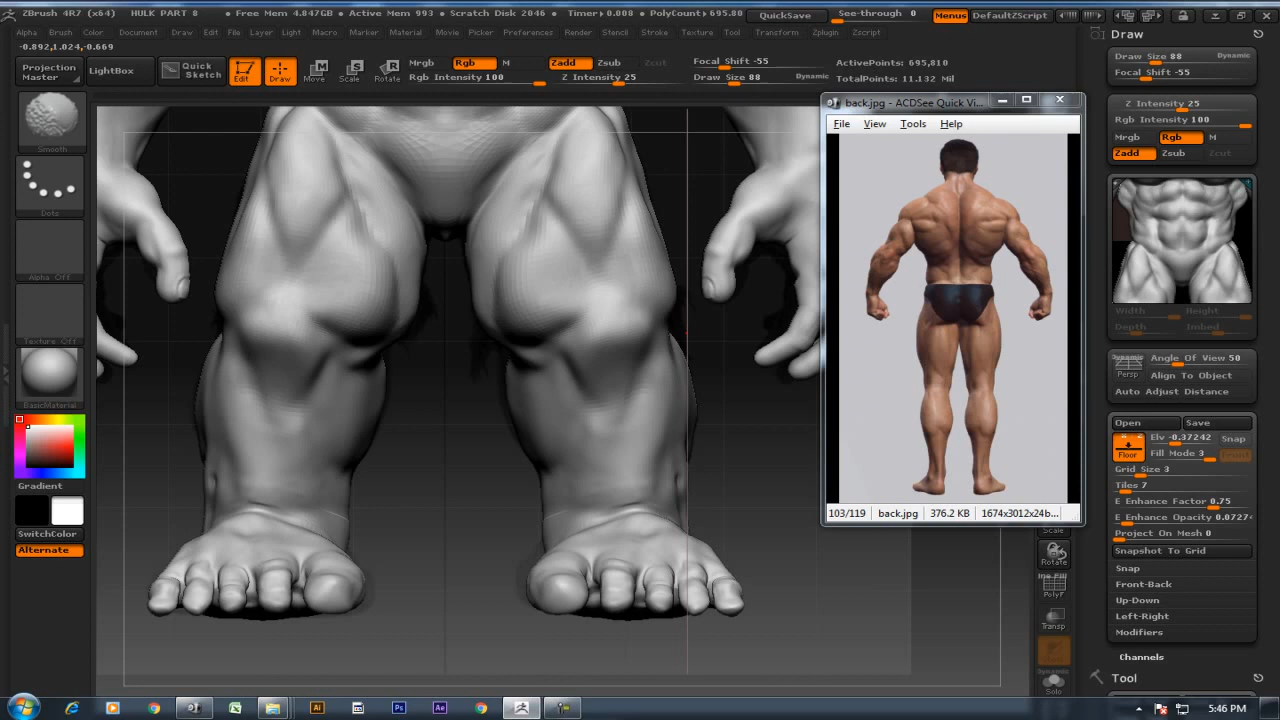 ZBrush 4R7 (x64) HULK PART 8 • Free Mem 4.847GB • Active Mem 993 • Scratch Disk 2046 • Timer▶0.008 • PolyCount▶695.80 QuickSave See-through 0 Menus DefaultZScript
Alpha Brush Color Document Draw Edit File Layer Light Macro Marker Material Movie Picker Preferences Render Stencil Stroke Texture Tool Transform Zplugin Zscript
-0.892,1.024,-0.669
Projection Master
LightBox
Quick Sketch
Edit
Draw
Move
Scale
Rotate
Mrgb Rgb M
Rgb Intensity 100
Zadd Zsub Zcut
Z Intensity 25
Focal Shift -55
Draw Size 88 Dynamic
ActivePoints: 695,810
TotalPoints: 11.132 Mil
Smooth
Dots
Alpha Off
Texture Off
BasicMaterial
Gradient
SwitchColor
Alternate
back.jpg - ACDSee Quick Vi...
File View Tools Help
103/119 back.jpg 376.2 KB 1674x3012x24b...
Scale
Rotate
PolyF
Transp
Dynamic
Solo
Draw
Draw Size 88 Dynamic
Focal Shift -55
Z Intensity 25
Rgb Intensity 100
Mrgb Rgb M
Zadd Zsub Zcut
Width Height
Depth Imbed
Dynamic
Persp
Angle Of View 50
Align To Object
Auto Adjust Distance
Open Save
Floor
Elv -0.37242 Snap
Fill Mode 3 Front
Grid Size 3
Tiles 7
E Enhance Factor 0.75
E Enhance Opacity 0.0727
Project On Mesh 0
Snapshot To Grid
Snap
Front-Back
Up-Down
Left-Right
Modifiers
Channels
Tool
Ai
Ps
Ae
5:46 PM